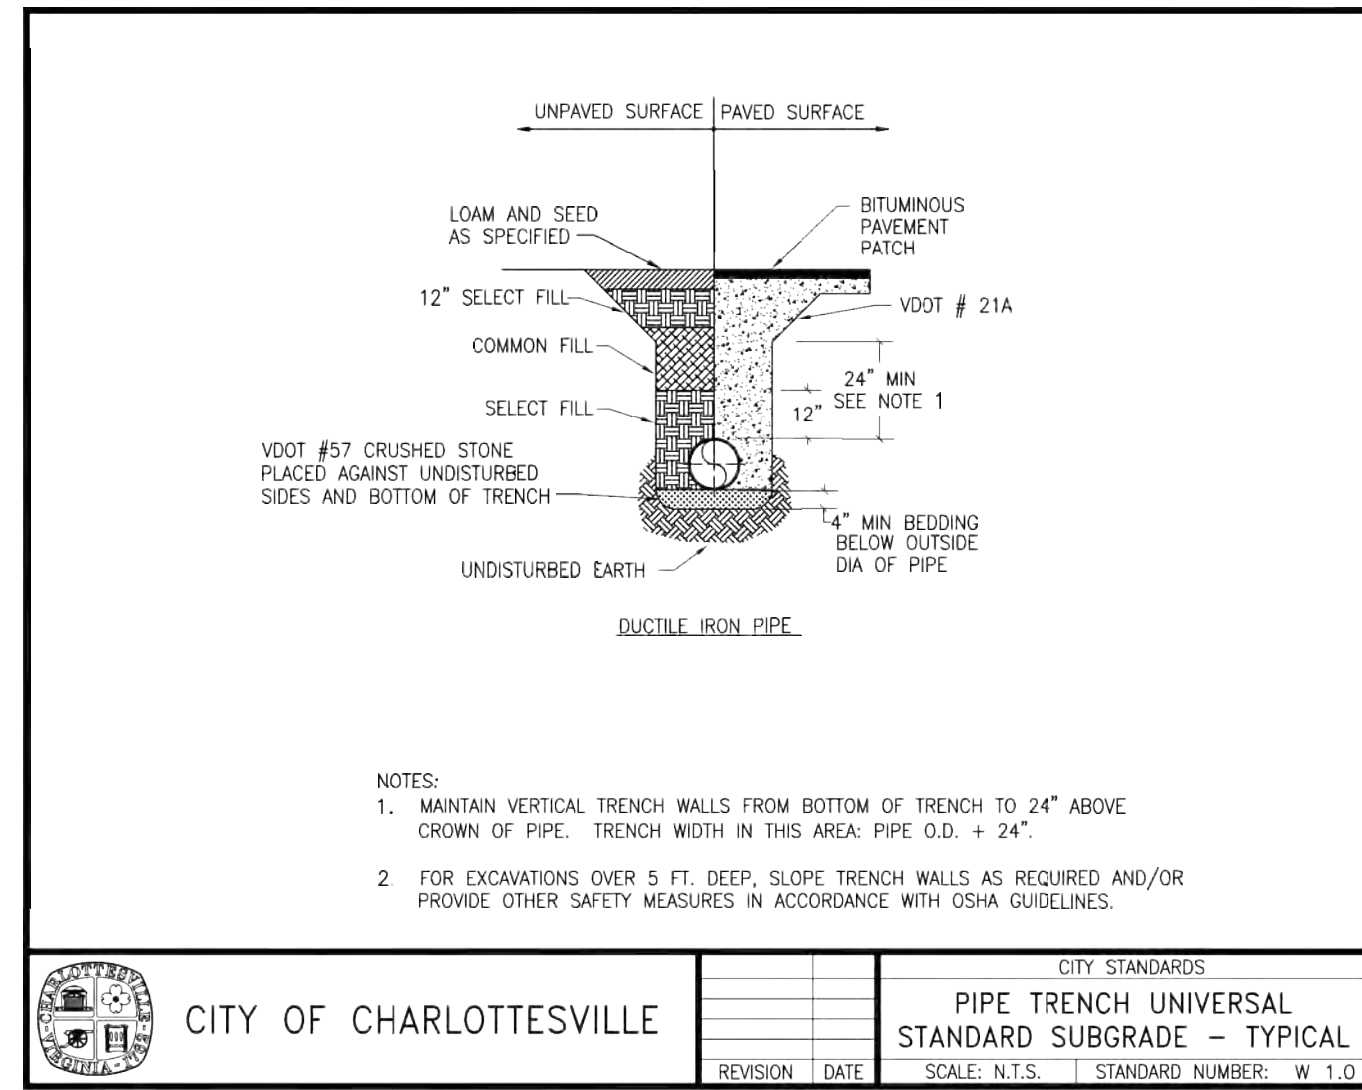 UNPAVED SURFACE
PAVED SURFACE
LOAM AND SEED
AS SPECIFIED
BITUMINOUS
PAVEMENT
PATCH
12" SELECT FILL
VDOT # 21A
COMMON FILL
24" MIN
SEE NOTE 1
12"
SELECT FILL
VDOT #57 CRUSHED STONE
PLACED AGAINST UNDISTURBED
SIDES AND BOTTOM OF TRENCH
4" MIN BEDDING
BELOW OUTSIDE
DIA OF PIPE
UNDISTURBED EARTH
DUCTILE IRON PIPE
NOTES:
1. MAINTAIN VERTICAL TRENCH WALLS FROM BOTTOM OF TRENCH TO 24" ABOVE
CROWN OF PIPE. TRENCH WIDTH IN THIS AREA: PIPE O.D. + 24".
2. FOR EXCAVATIONS OVER 5 FT. DEEP, SLOPE TRENCH WALLS AS REQUIRED AND/OR
PROVIDE OTHER SAFETY MEASURES IN ACCORDANCE WITH OSHA GUIDELINES.
CHARLOTTESVILLE
VIRGINIA-1762
CITY OF CHARLOTTESVILLE
REVISION
DATE
CITY STANDARDS
PIPE TRENCH UNIVERSAL
STANDARD SUBGRADE – TYPICAL
SCALE: N.T.S.
STANDARD NUMBER: W 1.0